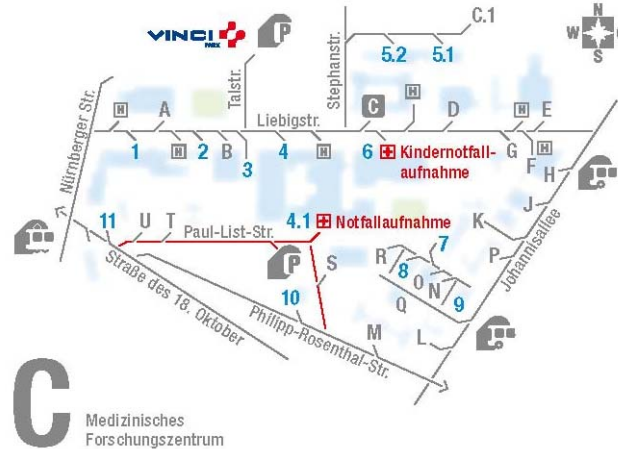 C.1
N
W
S
VINCI
PARK
P
5.2
5.1
Stephanstr.
Talstr.
Nürnberger Str.
H
A
Liebigstr.
C
H
D
H
E
1
H
2
B
3
4
H
6
Kindernotfall-
aufnahme
G
F
H
H
J
K
Johannisallee
P
11
U
T
Paul-List-Str.
4.1
Notfallaufnahme
P
S
R
8
O
7
N
9
Q
Straße des 18. Oktober
10
Philipp-Rosenthal-Str.
M
L
C
Medizinisches
Forschungszentrum